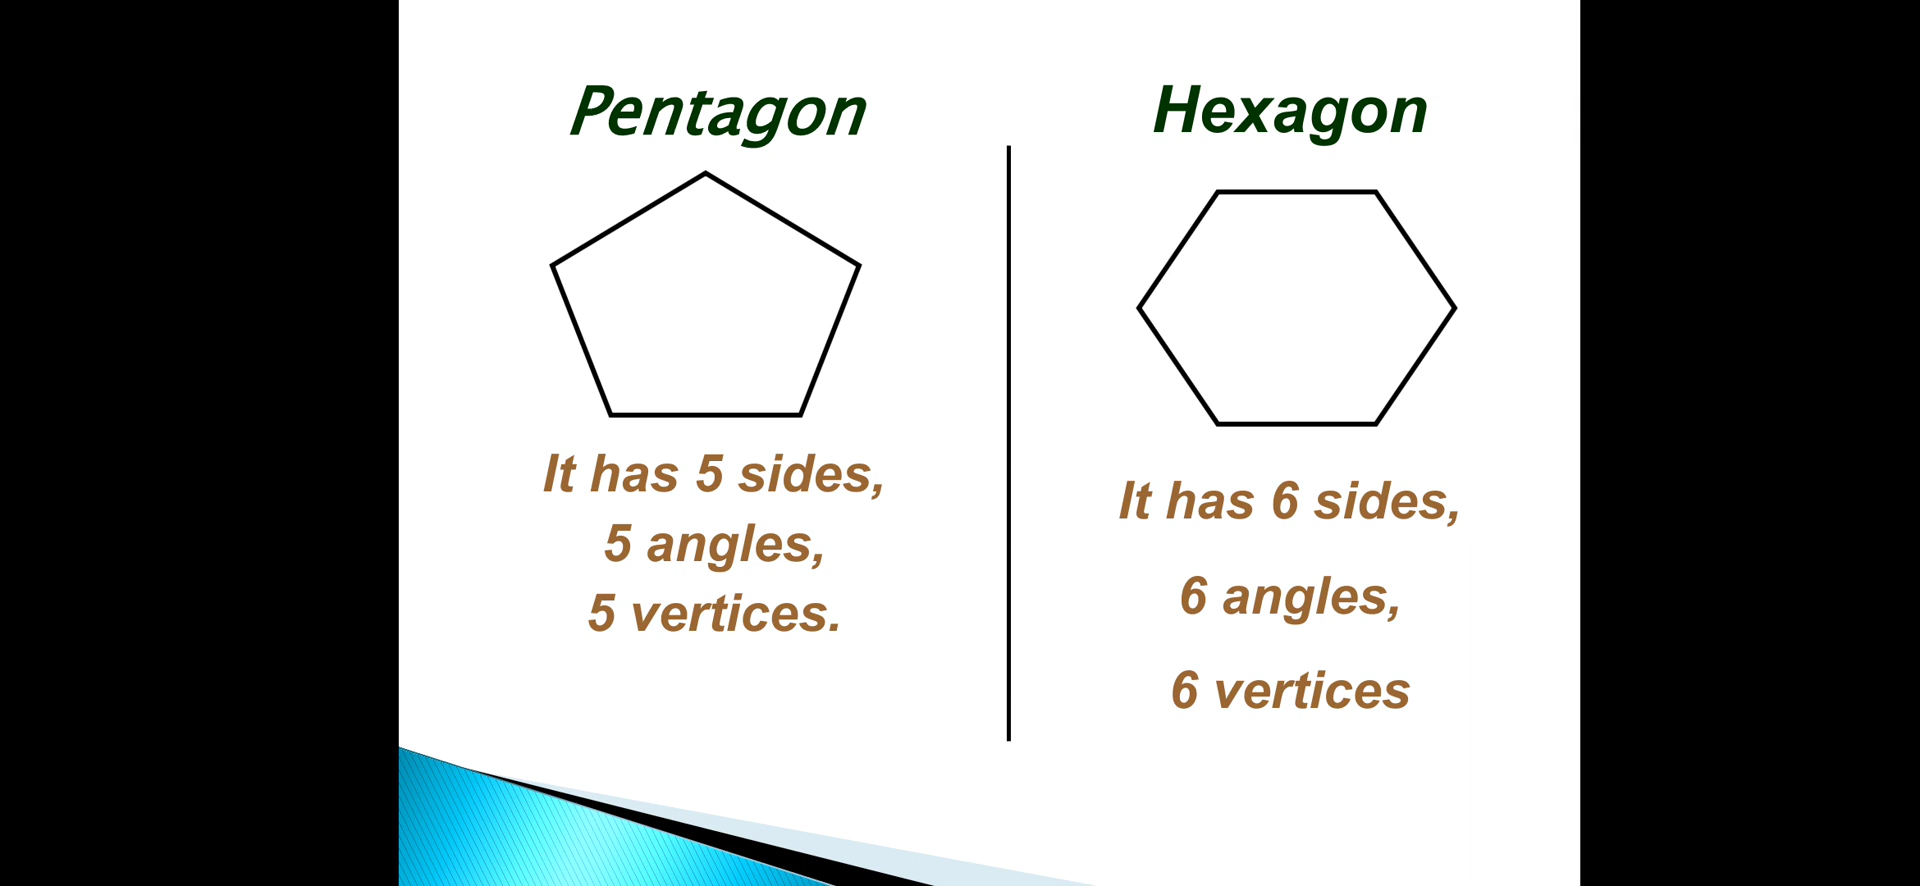 Pentagon
It has 5 sides,
5 angles,
5 vertices.
Hexagon
It has 6 sides,
6 angles,
6 vertices